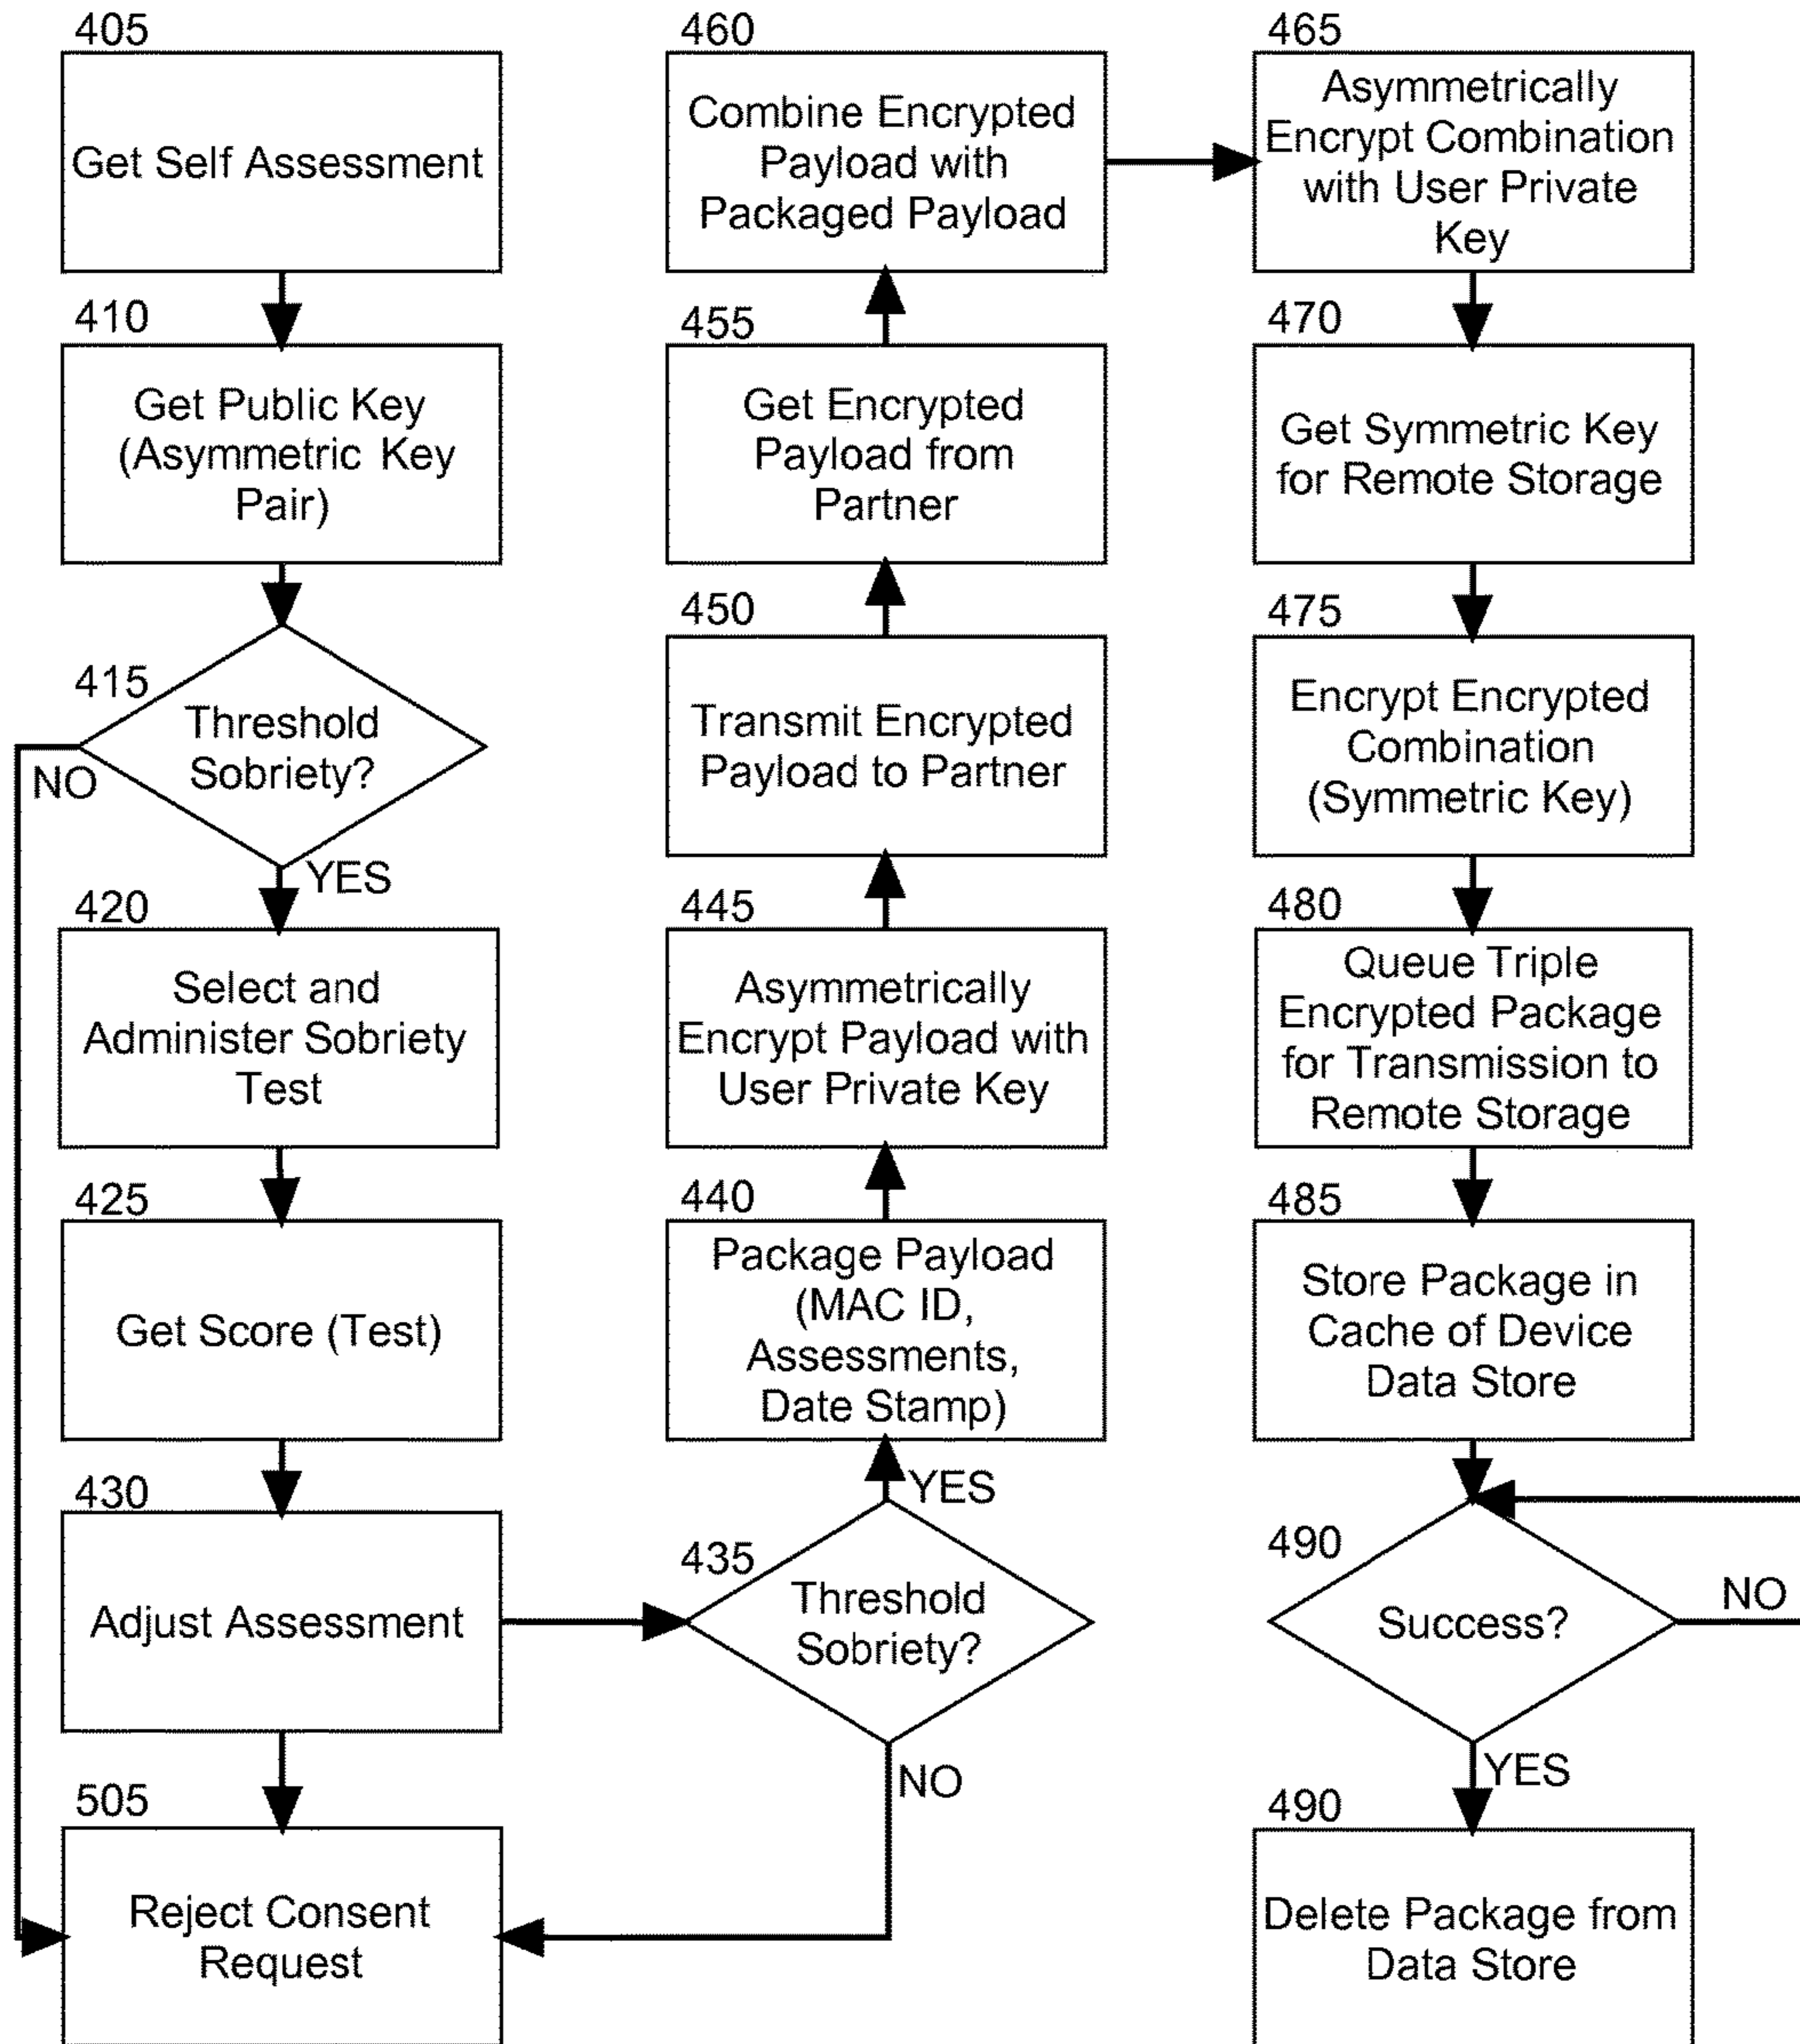 405
Get Self Assessment
410
Get Public Key
(Asymmetric Key
Pair)
415
Threshold
Sobriety?
NO
YES
420
Select and
Administer Sobriety
Test
425
Get Score (Test)
430
Adjust Assessment
505
Reject Consent
Request
435
Threshold
Sobriety?
YES
NO
440
Package Payload
(MAC ID,
Assessments,
Date Stamp)
445
Asymmetrically
Encrypt Payload with
User Private Key
450
Transmit Encrypted
Payload to Partner
455
Get Encrypted
Payload from
Partner
460
Combine Encrypted
Payload with
Packaged Payload
465
Asymmetrically
Encrypt Combination
with User Private
Key
470
Get Symmetric Key
for Remote Storage
475
Encrypt Encrypted
Combination
(Symmetric Key)
480
Queue Triple
Encrypted Package
for Transmission to
Remote Storage
485
Store Package in
Cache of Device
Data Store
490
Success?
NO
YES
490
Delete Package from
Data Store